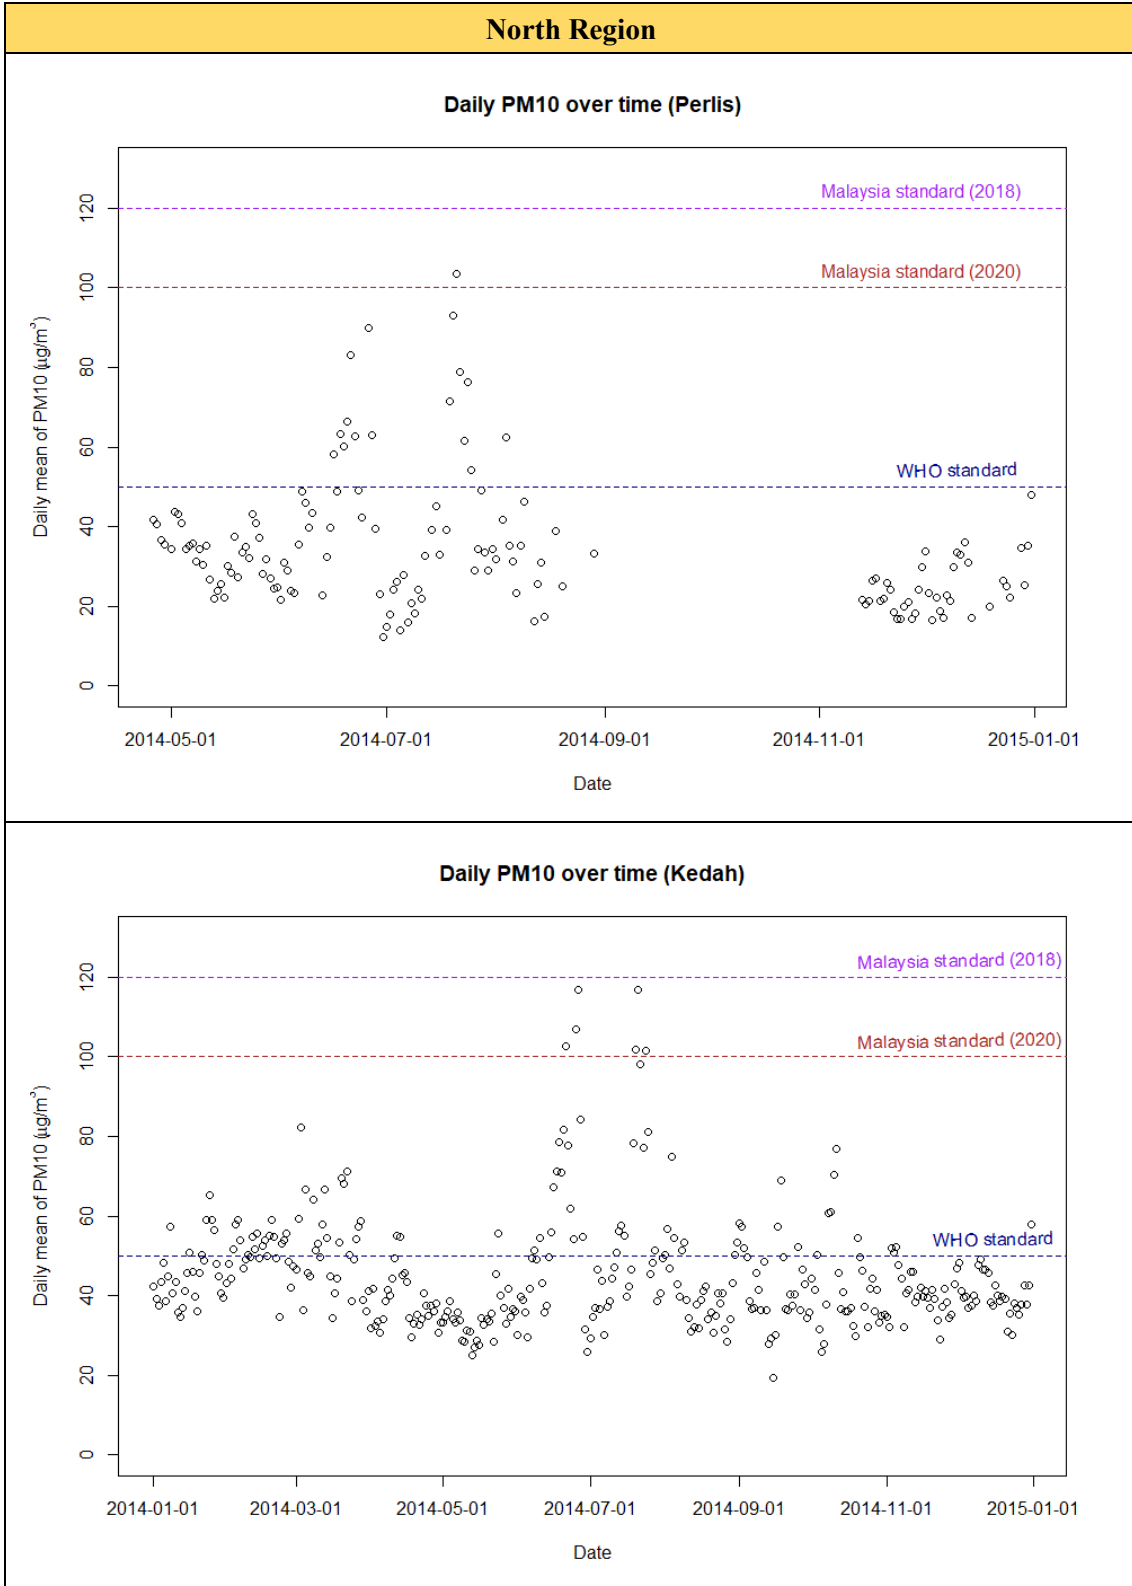 North Region
Daily PM10 over time (Perlis)
Malaysia standard (2018)
Malaysia standard (2020)
WHO standard
Daily mean of PM10 (µg/m³)
120
100
80
60
40
20
0
2014-05-01 2014-07-01 2014-09-01 2014-11-01 2015-01-01
Date
Daily PM10 over time (Kedah)
Malaysia standard (2018)
Malaysia standard (2020)
WHO standard
Daily mean of PM10 (µg/m³)
120
100
80
60
40
20
0
2014-01-01 2014-03-01 2014-05-01 2014-07-01 2014-09-01 2014-11-01 2015-01-01
Date